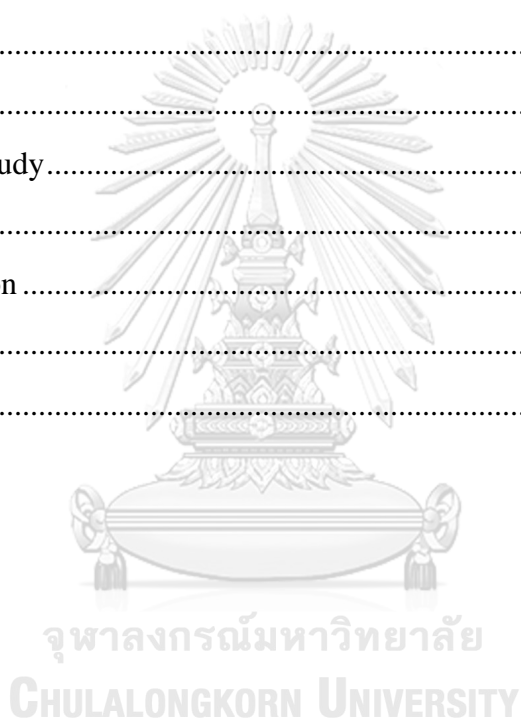 ..........................................................................
..........................................................................
udy......................................................................
..........................................................................
n .......................................................................
..........................................................................
..........................................................................
จุฬาลงกรณ์มหาวิทยาลัย
CHULALONGKORN UNIVERSITY